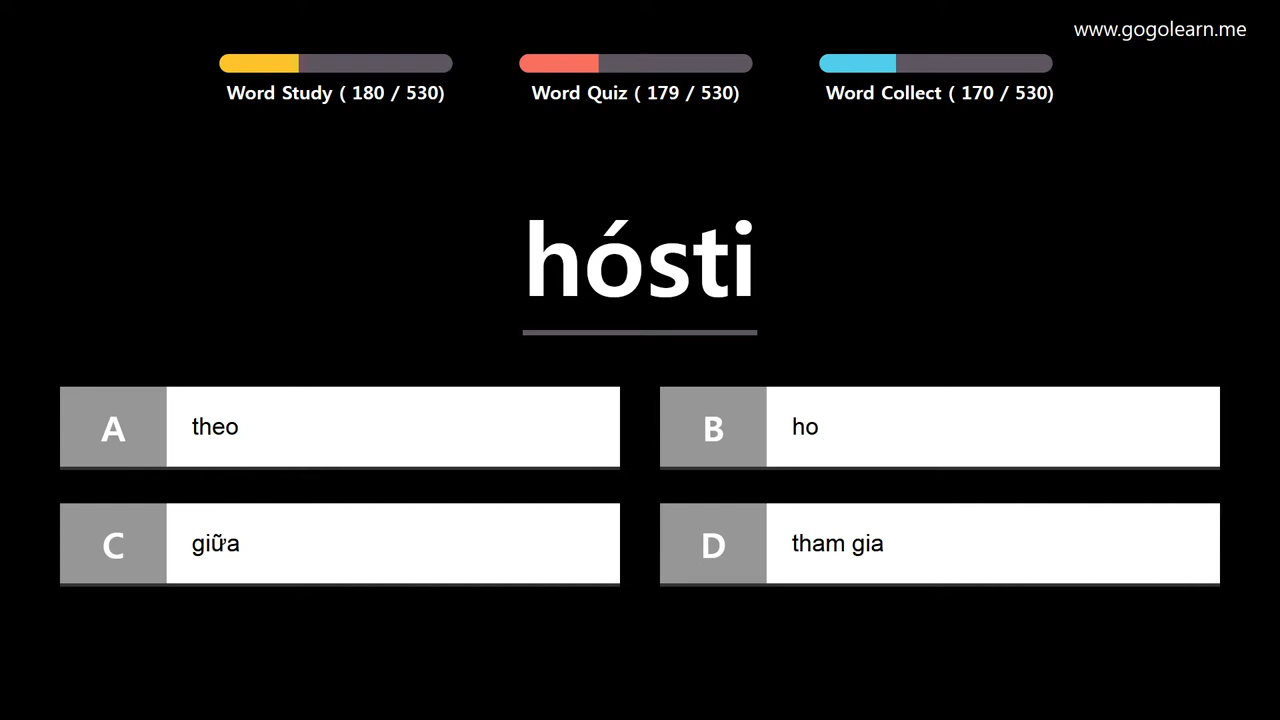 www.gogolearn.me
Word Study ( 180 / 530)
Word Quiz ( 179 / 530)
Word Collect ( 170 / 530)
hósti
A theo
B ho
C giữa
D tham gia